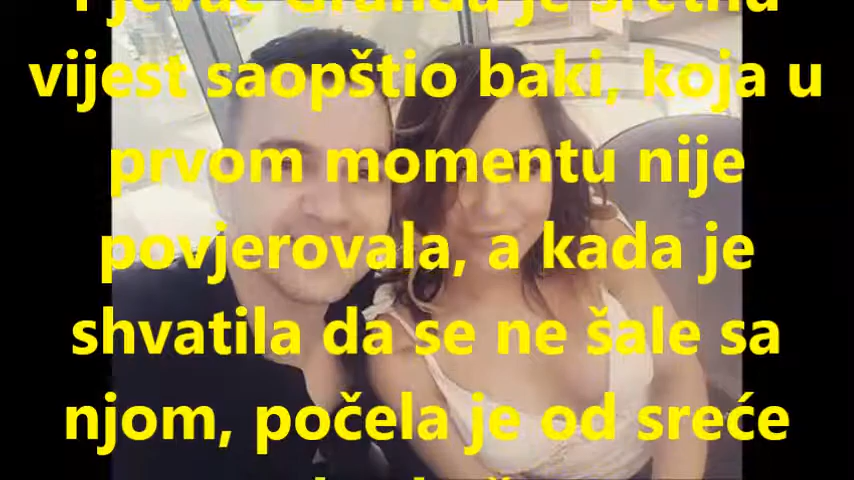 vijest saopštio baki, koja u
prvom momentu nije
povjerovala, a kada je
shvatila da se ne šale sa
njom, počela je od sreće